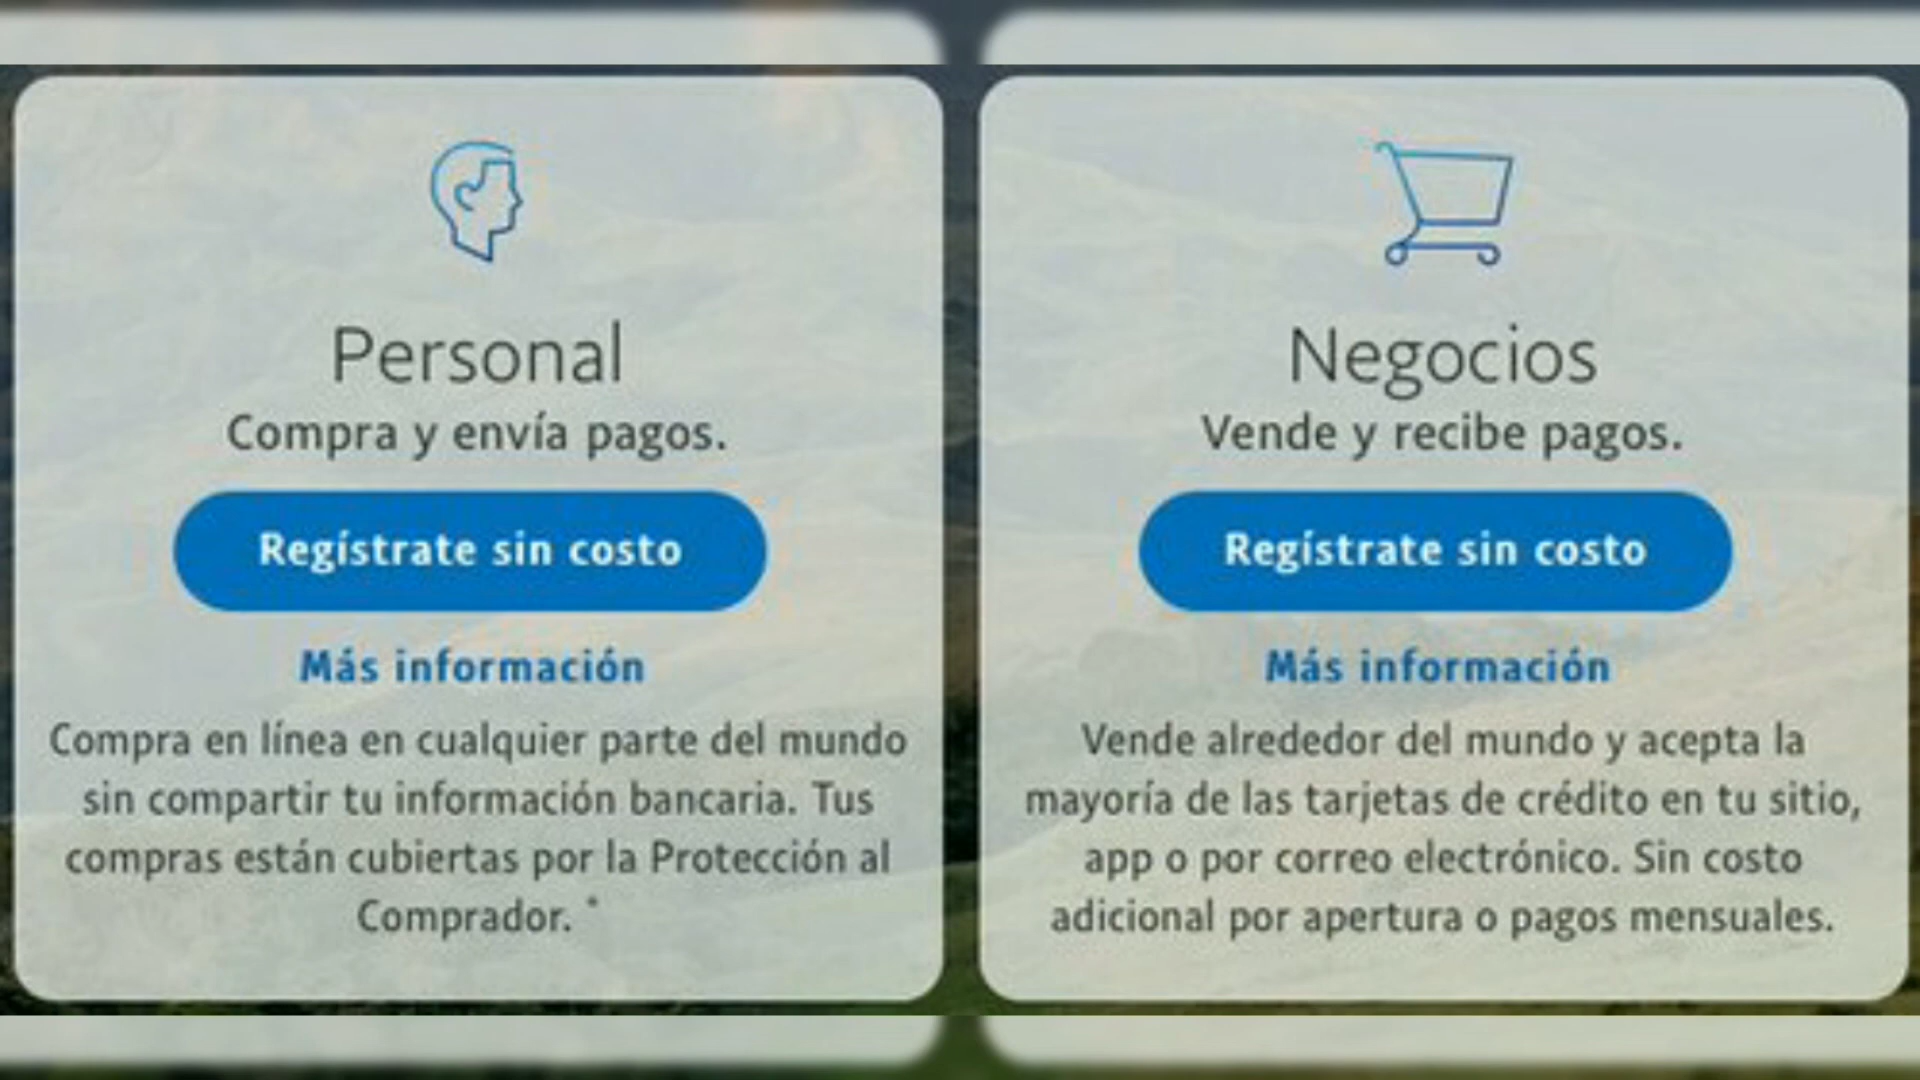 Personal
Compra y envía pagos.
Regístrate sin costo
Más información
Compra en línea en cualquier parte del mundo
sin compartir tu información bancaria. Tus
compras están cubiertas por la Protección al
Comprador. *
Negocios
Vende y recibe pagos.
Regístrate sin costo
Más información
Vende alrededor del mundo y acepta la
mayoría de las tarjetas de crédito en tu sitio,
app o por correo electrónico. Sin costo
adicional por apertura o pagos mensuales.